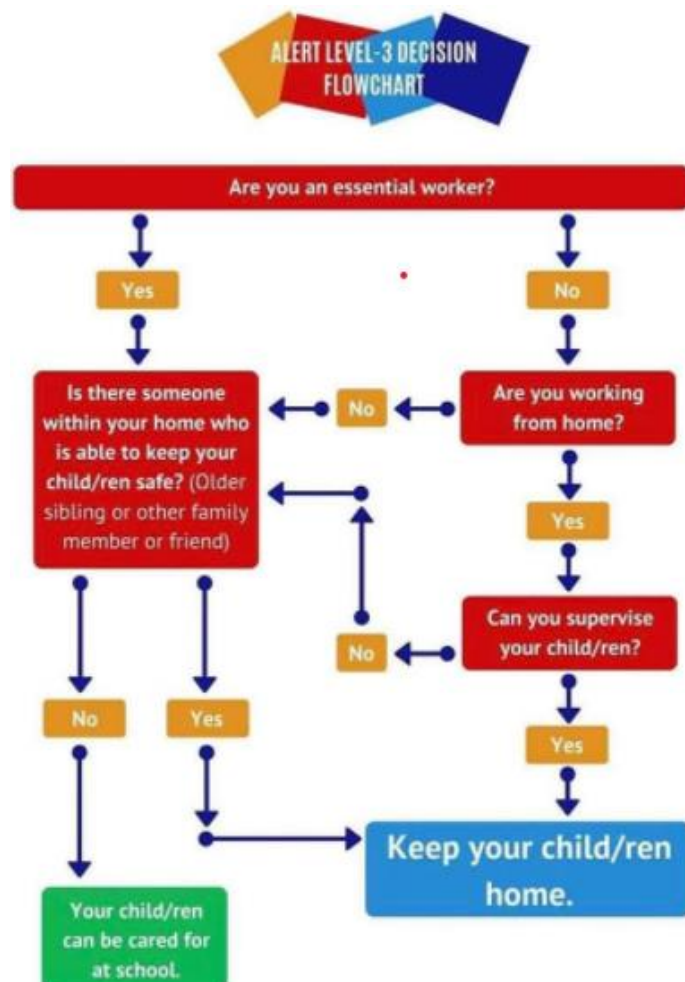 ALERT LEVEL-3 DECISION
FLOWCHART
Are you an essential worker?
Yes
No
Is there someone
within your home who
is able to keep your
child/ren safe? (Older
sibling or other family
member or friend)
No
Are you working
from home?
Yes
Can you supervise
your child/ren?
No
No
Yes
Yes
Keep your child/ren
home.
Your child/ren
can be cared for
at school.